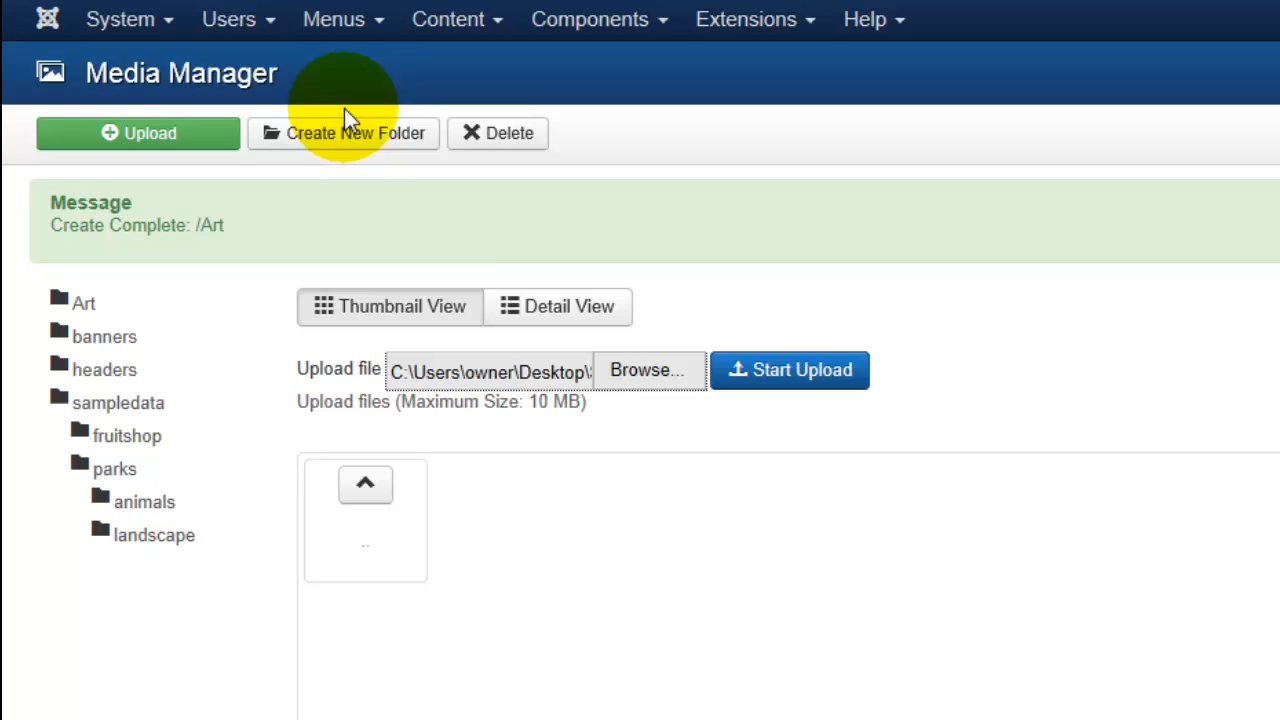 System Users Menus Content Components Extensions Help
Media Manager
Upload Create New Folder Delete
Message
Create Complete: /Art
Art
banners
headers
sampledata
fruitshop
parks
animals
landscape
Thumbnail View Detail View
Upload file C:\Users\owner\Desktop\ Browse... Start Upload
Upload files (Maximum Size: 10 MB)
..